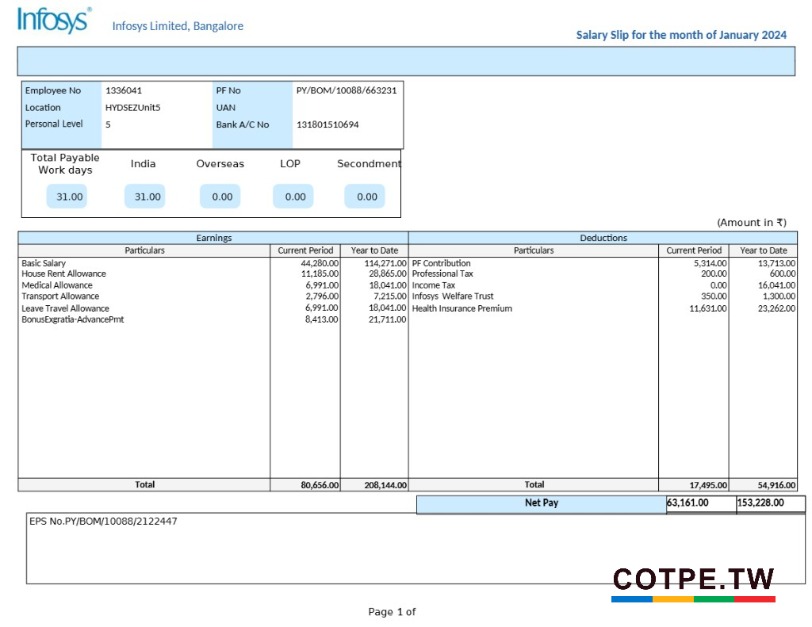 Infosys®
Infosys Limited, Bangalore
Salary Slip for the month of January 2024
Employee No 1336041 PF No PY/BOM/10088/663231
Location HYDSEZUnit5 UAN
Personal Level 5 Bank A/C No 131801510694
Total Payable Work days India Overseas LOP Secondment
31.00 31.00 0.00 0.00 0.00
(Amount in ₹)
Earnings Deductions
Particulars Current Period Year to Date Particulars Current Period Year to Date
Basic Salary 44,280.00 114,271.00 PF Contribution 5,314.00 13,713.00
House Rent Allowance 11,185.00 28,865.00 Professional Tax 200.00 600.00
Medical Allowance 6,991.00 18,041.00 Income Tax 0.00 16,041.00
Transport Allowance 2,796.00 7,215.00 Infosys Welfare Trust 350.00 1,300.00
Leave Travel Allowance 6,991.00 18,041.00 Health Insurance Premium 11,631.00 23,262.00
BonusExgratia-AdvancePmt 8,413.00 21,711.00
Total 80,656.00 208,144.00 Total 17,495.00 54,916.00
Net Pay 63,161.00 153,228.00
EPS No.PY/BOM/10088/2122447
COTPE.TW
Page 1 of